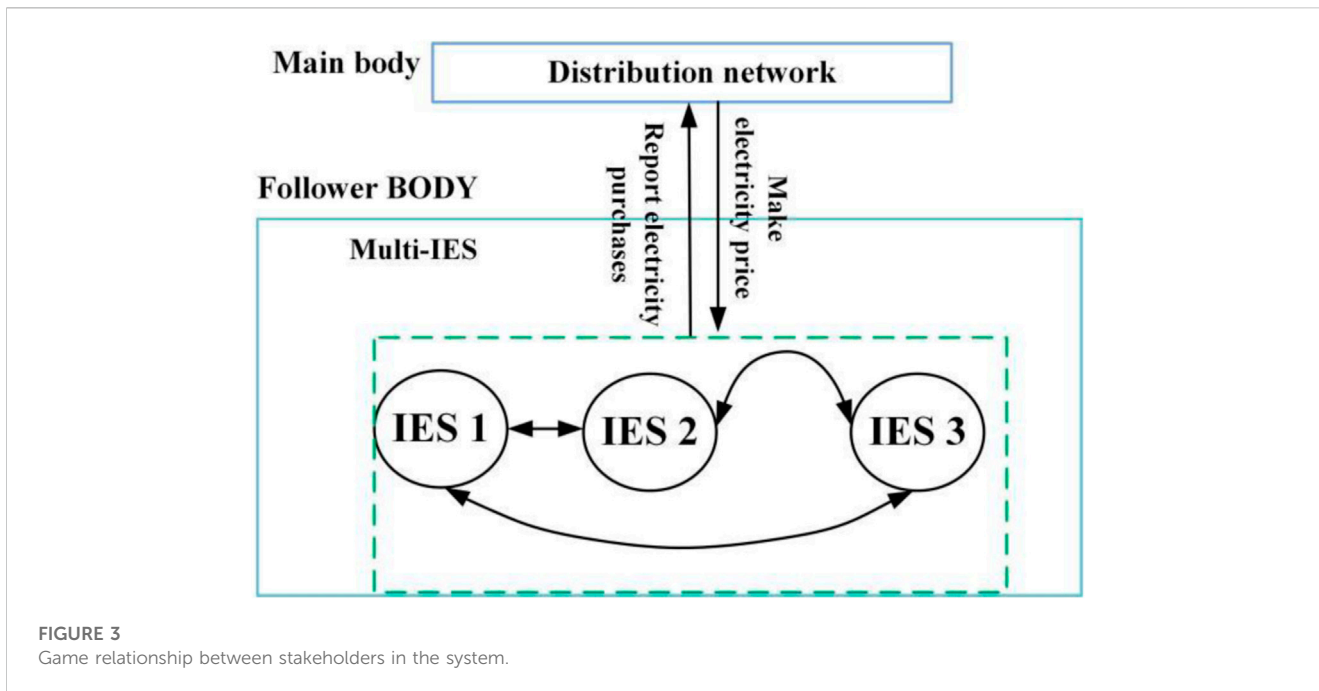 Main body
Distribution network
Report electricity
purchases
Make
electricity price
Follower BODY
Multi-IES
IES 1
IES 2
IES 3
FIGURE 3
Game relationship between stakeholders in the system.